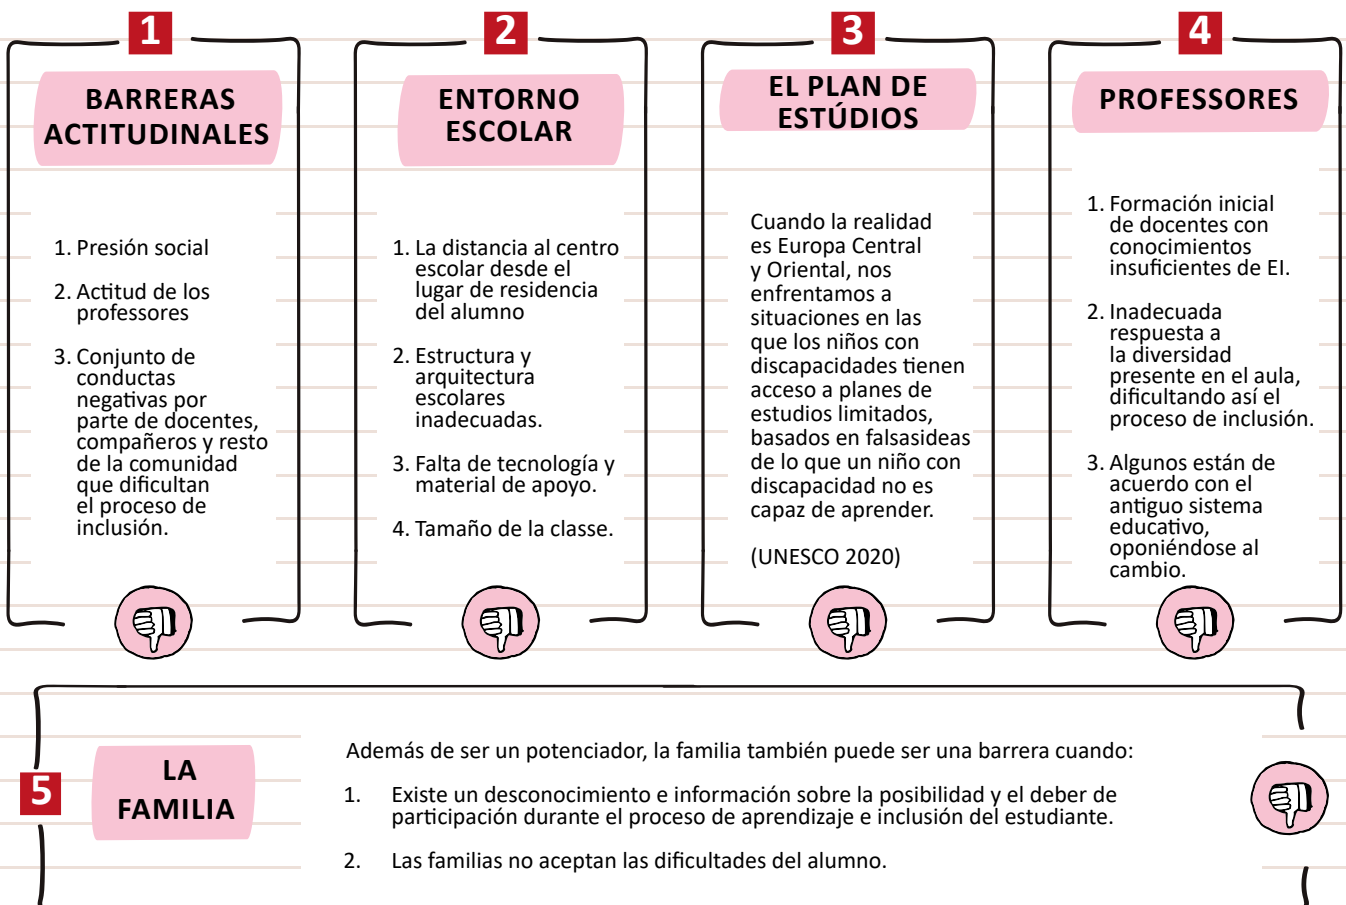 1
BARRERAS
ACTITUDINALES
1. Presión social
2. Actitud de los
professores
3. Conjunto de
conductas
negativas por
parte de docentes,
compañeros y resto
de la comunidad
que dificultan
el proceso de
inclusión.
2
ENTORNO
ESCOLAR
1. La distancia al centro
escolar desde el
lugar de residencia
del alumno
2. Estructura y
arquitectura
escolares
inadecuadas.
3. Falta de tecnología y
material de apoyo.
4. Tamaño de la classe.
3
EL PLAN DE
ESTÚDIOS
Cuando la realidad
es Europa Central
y Oriental, nos
enfrentamos a
situaciones en las
que los niños con
discapacidades tienen
acceso a planes de
estudios limitados,
basados en falsasideas
de lo que un niño con
discapacidad no es
capaz de aprender.
(UNESCO 2020)
4
PROFESSORES
1. Formación inicial
de docentes con
conocimientos
insuficientes de EI.
2. Inadecuada
respuesta a
la diversidad
presente en el aula,
dificultando así el
proceso de inclusión.
3. Algunos están de
acuerdo con el
antiguo sistema
educativo,
oponiéndose al
cambio.
5
LA
FAMILIA
Además de ser un potenciador, la familia también puede ser una barrera cuando:
1. Existe un desconocimiento e información sobre la posibilidad y el deber de
participación durante el proceso de aprendizaje e inclusión del estudiante.
2. Las familias no aceptan las dificultades del alumno.